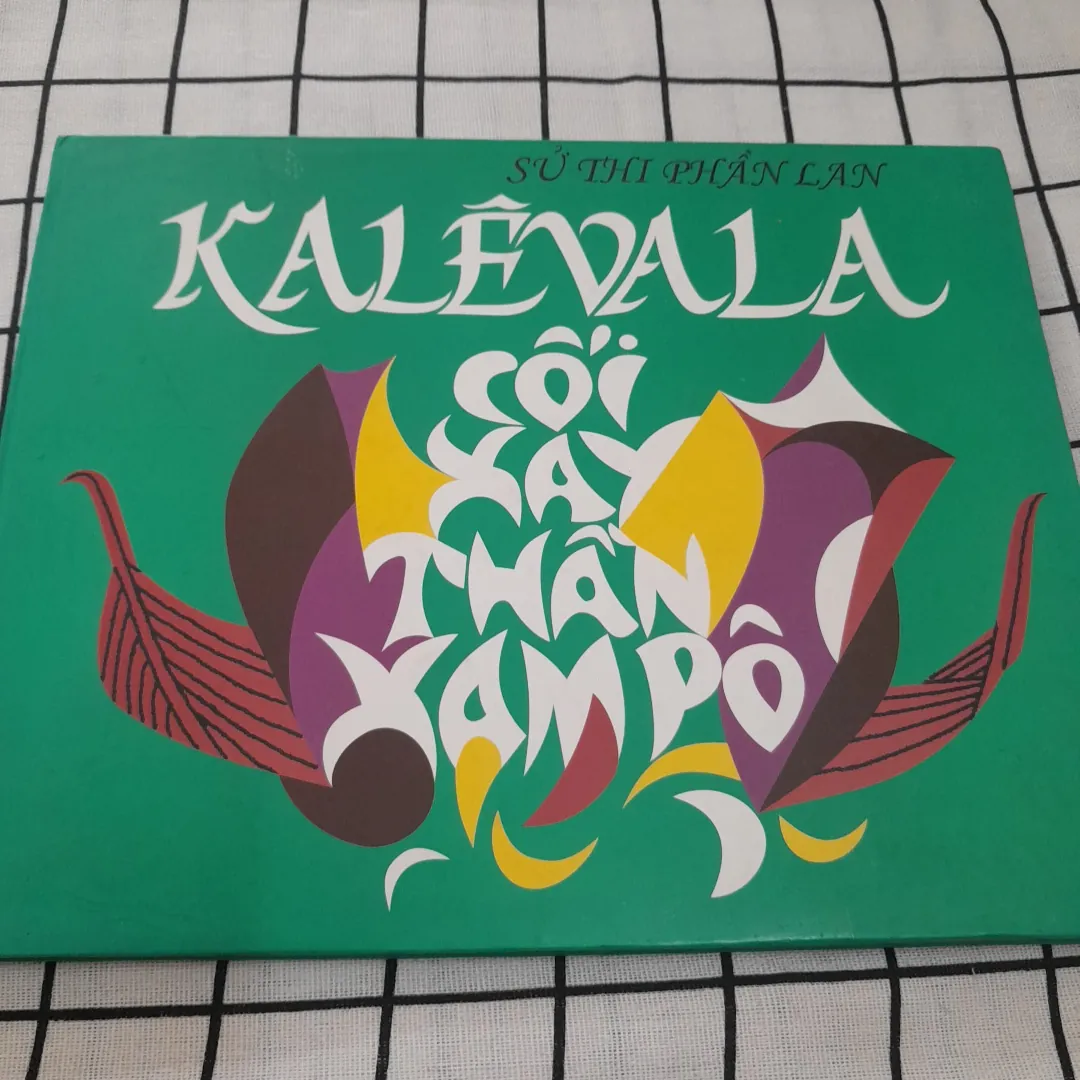 SỬ THI PHẦN LAN
KALÊVALA
CỐI
XAY
THẦN
XAMPÔ